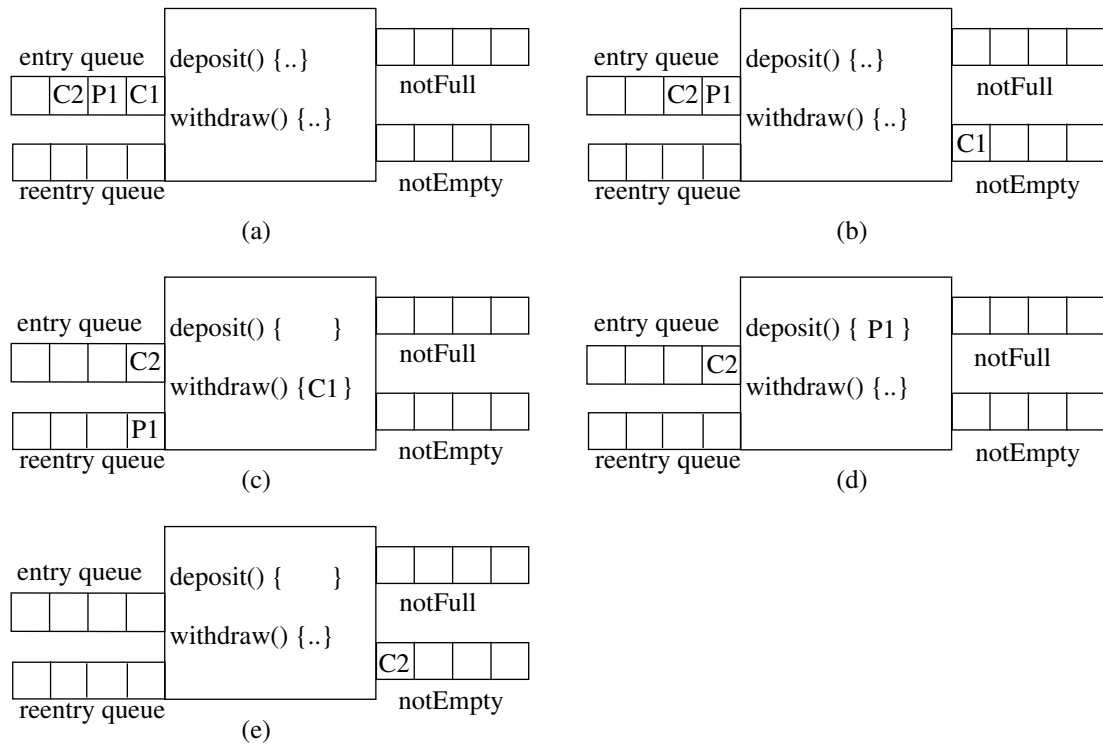 entry queue
C2 P1 C1
reentry queue
deposit() {..}
withdraw() {..}
notFull
notEmpty
(a)
entry queue
C2 P1
reentry queue
deposit() {..}
withdraw() {..}
notFull
C1
notEmpty
(b)
entry queue
C2
P1
reentry queue
deposit() { }
withdraw() {C1}
notFull
notEmpty
(c)
entry queue
C2
reentry queue
deposit() { P1 }
withdraw() {..}
notFull
notEmpty
(d)
entry queue
reentry queue
deposit() { }
withdraw() {..}
notFull
C2
notEmpty
(e)